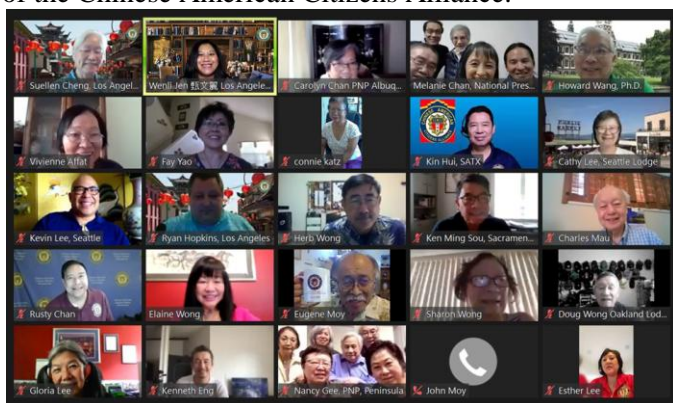 of the Chinese American Citizens Alliance.
Suellen Cheng, Los Angel...
Wenli Jen 甄文麗 Los Angele...
Carolyn Chan PNP Albuq...
Melanie Chan, National Pres...
Howard Wang, Ph.D.
Vivienne Affat
Fay Yao
connie katz
Kin Hui, SATX
Cathy Lee, Seattle Lodge
Kevin Lee, Seattle
Ryan Hopkins, Los Angeles
Herb Wong
Ken Ming Sou, Sacramen...
Charles Mau
Rusty Chan
Elaine Wong
Eugene Moy
Sharon Wong
Doug Wong Oakland Lod...
Gloria Lee
Kenneth Eng
Nancy Gee, PNP, Peninsula
John Moy
Esther Lee